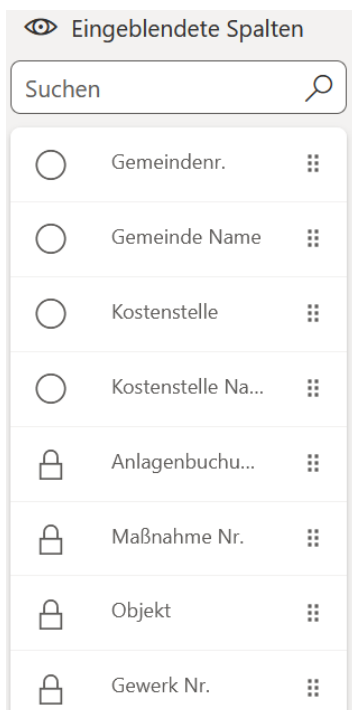 Eingeblendete Spalten
Suchen
Gemeindenr.
Gemeinde Name
Kostenstelle
Kostenstelle Na...
Anlagenbuchu...
Maßnahme Nr.
Objekt
Gewerk Nr.